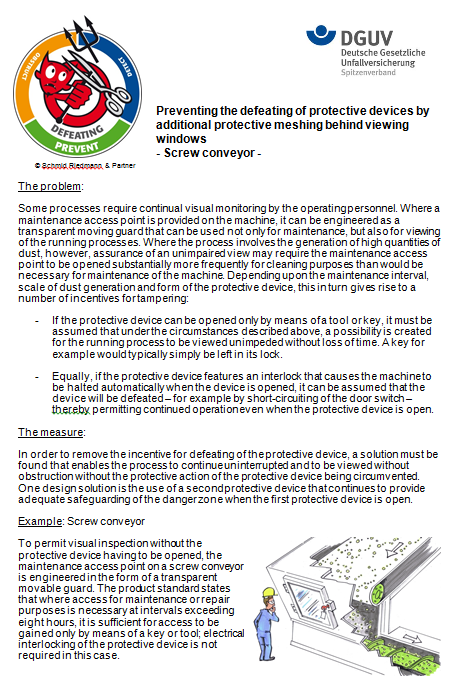 OBSTRUCT
DETECT
DEFEATING
PREVENT
© Schmid, Riedmann, & Partner
DGUV
Deutsche Gesetzliche
Unfallversicherung
Spitzenverband
Preventing the defeating of protective devices by
additional protective meshing behind viewing
windows
- Screw conveyor -
The problem:
Some processes require continual visual monitoring by the operating personnel. Where a
maintenance access point is provided on the machine, it can be engineered as a
transparent moving guard that can be used not only for maintenance, but also for viewing
of the running processes. Where the process involves the generation of high quantities of
dust, however, assurance of an unimpaired view may require the maintenance access
point to be opened substantially more frequently for cleaning purposes than would be
necessary for maintenance of the machine. Depending upon the maintenance interval,
scale of dust generation and form of the protective device, this in turn gives rise to a
number of incentives for tampering:
- If the protective device can be opened only by means of a tool or key, it must be
assumed that under the circumstances described above, a possibility is created
for the running process to be viewed unimpeded without loss of time. A key for
example would typically simply be left in its lock.
- Equally, if the protective device features an interlock that causes the machine to
be halted automatically when the device is opened, it can be assumed that the
device will be defeated – for example by short-circuiting of the door switch –
thereby permitting continued operation even when the protective device is open.
The measure:
In order to remove the incentive for defeating of the protective device, a solution must be
found that enables the process to continue uninterrupted and to be viewed without
obstruction without the protective action of the protective device being circumvented.
One design solution is the use of a second protective device that continues to provide
adequate safeguarding of the danger zone when the first protective device is open.
Example: Screw conveyor
To permit visual inspection without the
protective device having to be opened, the
maintenance access point on a screw conveyor
is engineered in the form of a transparent
movable guard. The product standard states
that where access for maintenance or repair
purposes is necessary at intervals exceeding
eight hours, it is sufficient for access to be
gained only by means of a key or tool; electrical
interlocking of the protective device is not
required in this case.